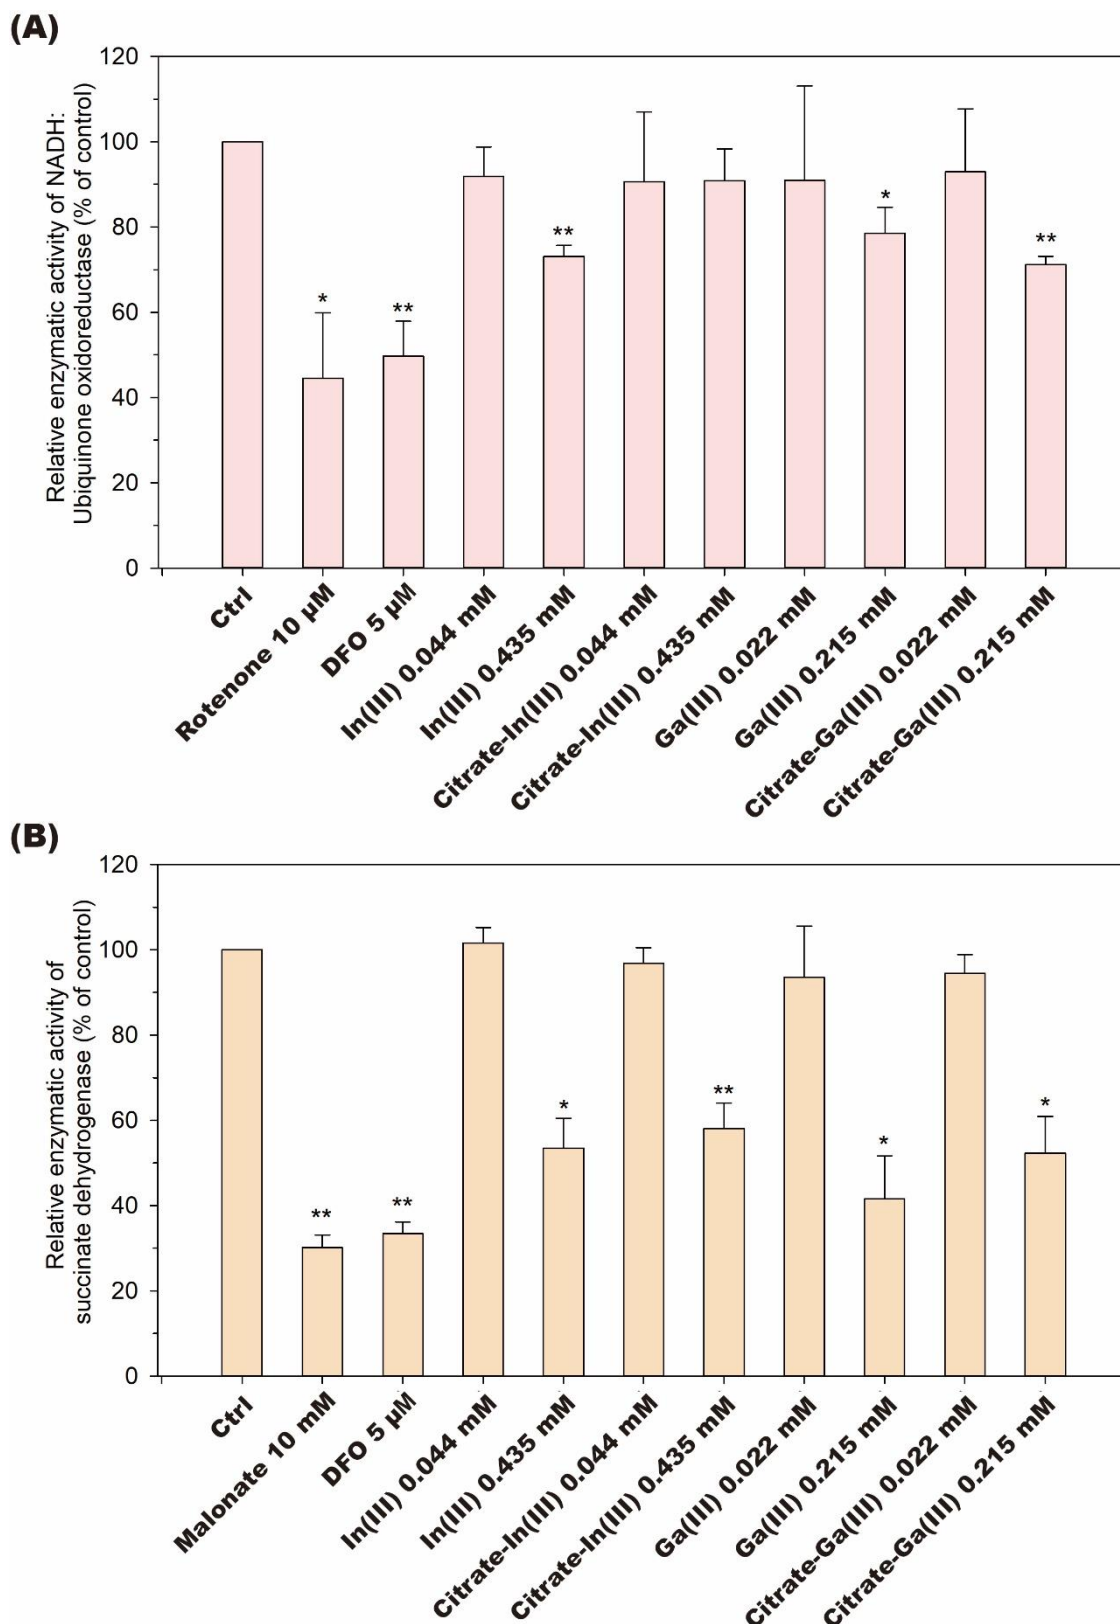 (A)
Relative enzymatic activity of NADH:
Ubiquinone oxidoreductase (% of control)
120
100
80
60
40
20
0
*
**
**
*
**
Ctrl
Rotenone 10 μM
DFO 5 μM
In(III) 0.044 mM
In(III) 0.435 mM
Citrate-In(III) 0.044 mM
Citrate-In(III) 0.435 mM
Ga(III) 0.022 mM
Ga(III) 0.215 mM
Citrate-Ga(III) 0.022 mM
Citrate-Ga(III) 0.215 mM
(B)
Relative enzymatic activity of
succinate dehydrogenase (% of control)
120
100
80
60
40
20
0
**
**
*
**
*
*
Ctrl
Malonate 10 mM
DFO 5 μM
In(III) 0.044 mM
In(III) 0.435 mM
Citrate-In(III) 0.044 mM
Citrate-In(III) 0.435 mM
Ga(III) 0.022 mM
Ga(III) 0.215 mM
Citrate-Ga(III) 0.022 mM
Citrate-Ga(III) 0.215 mM